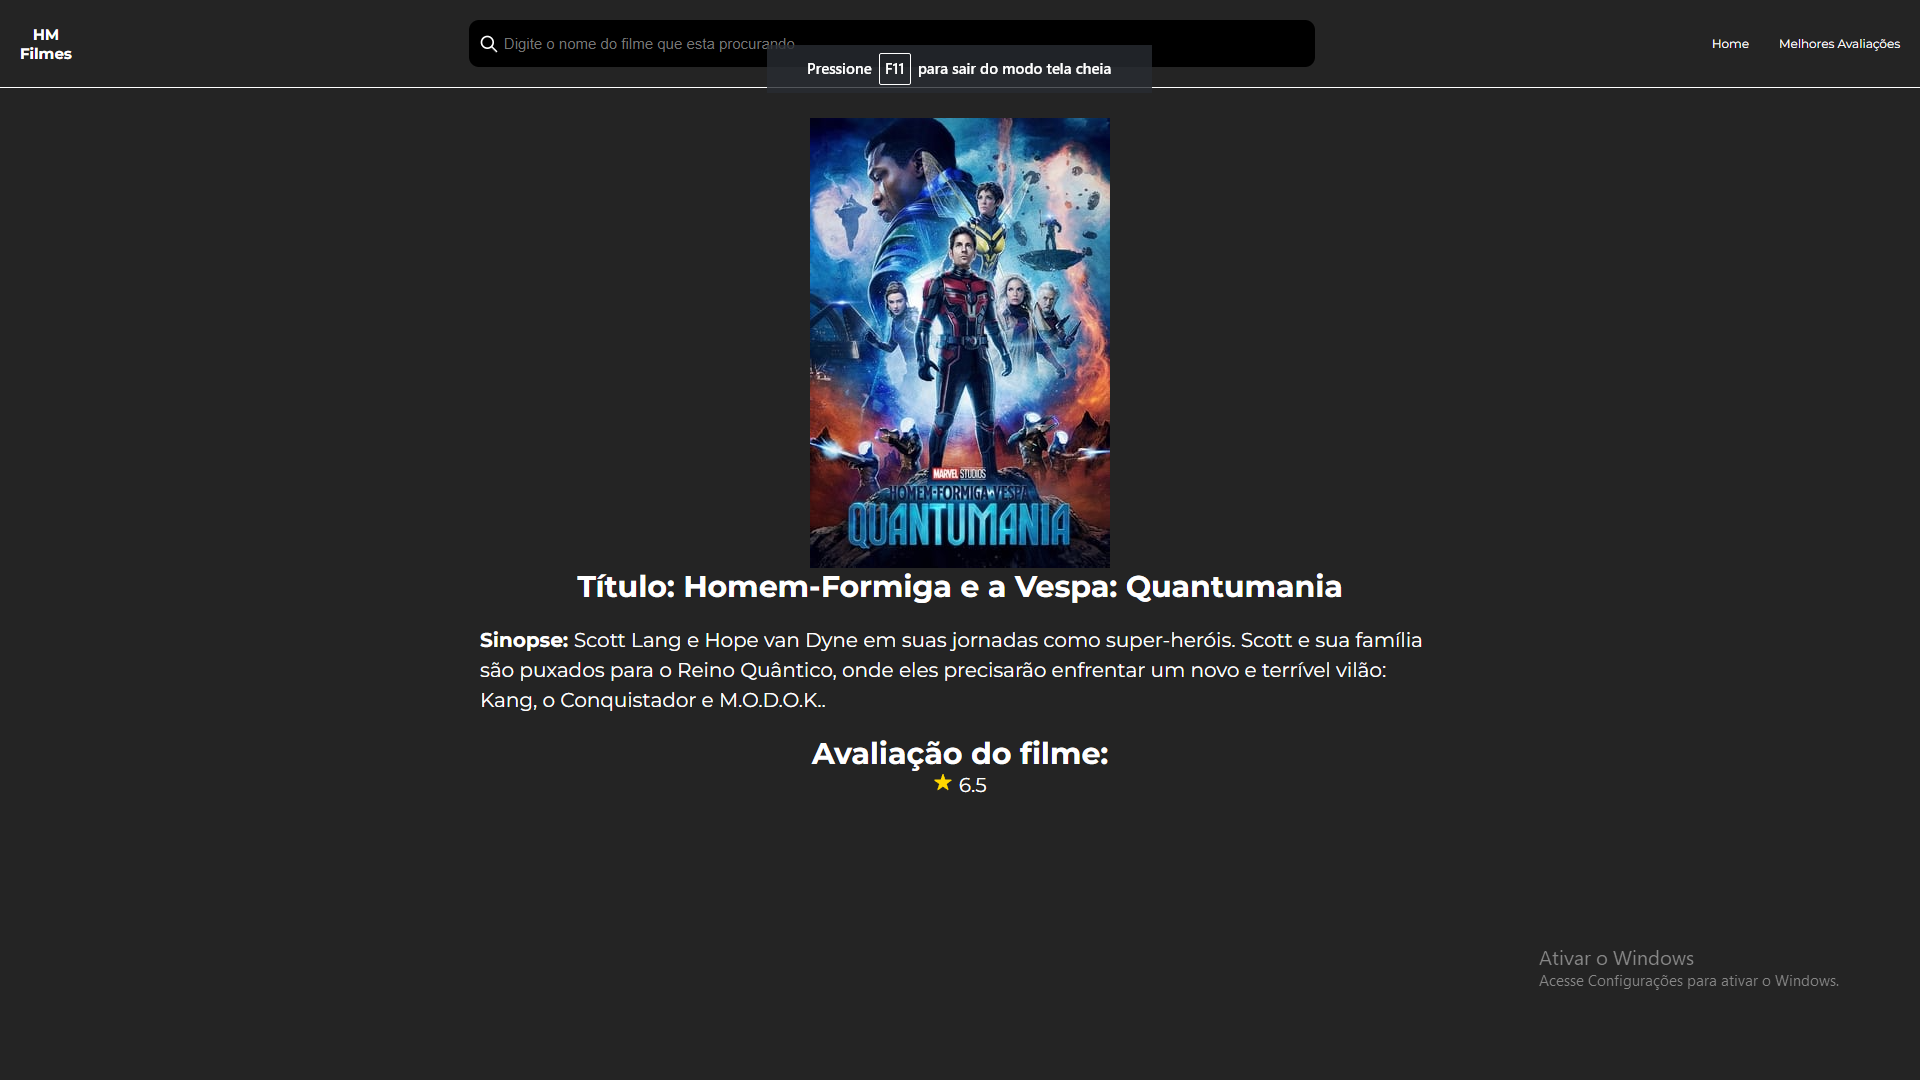 HM
Filmes
Digite o nome do filme que esta procurando
Home
Melhores Avaliações
Pressione F11 para sair do modo tela cheia
MARVEL STUDIOS
HOMEM-FORMIGA VESPA
QUANTUMANIA
Título: Homem-Formiga e a Vespa: Quantumania
Sinopse: Scott Lang e Hope van Dyne em suas jornadas como super-heróis. Scott e sua família
são puxados para o Reino Quântico, onde eles precisarão enfrentar um novo e terrível vilão:
Kang, o Conquistador e M.O.D.O.K..
Avaliação do filme:
6.5
Ativar o Windows
Acesse Configurações para ativar o Windows.